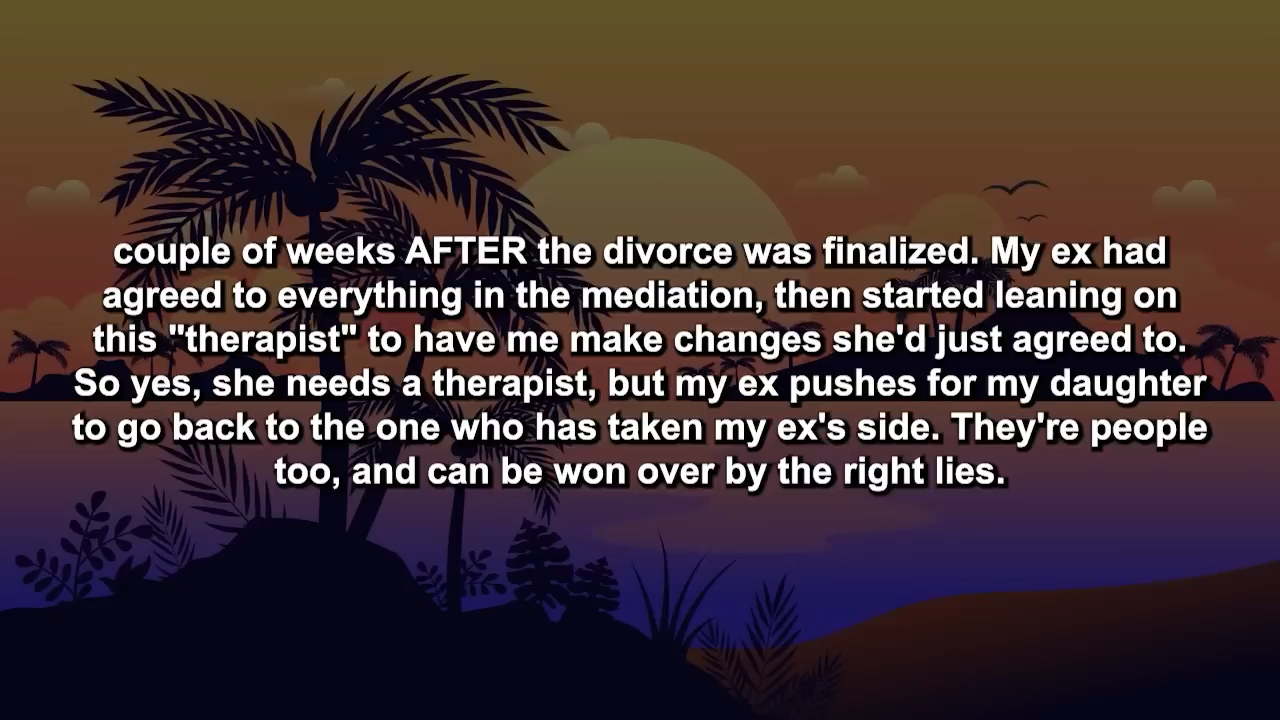 couple of weeks AFTER the divorce was finalized. My ex had
agreed to everything in the mediation, then started leaning on
this "therapist" to have me make changes she'd just agreed to.
So yes, she needs a therapist, but my ex pushes for my daughter
to go back to the one who has taken my ex's side. They're people
too, and can be won over by the right lies.